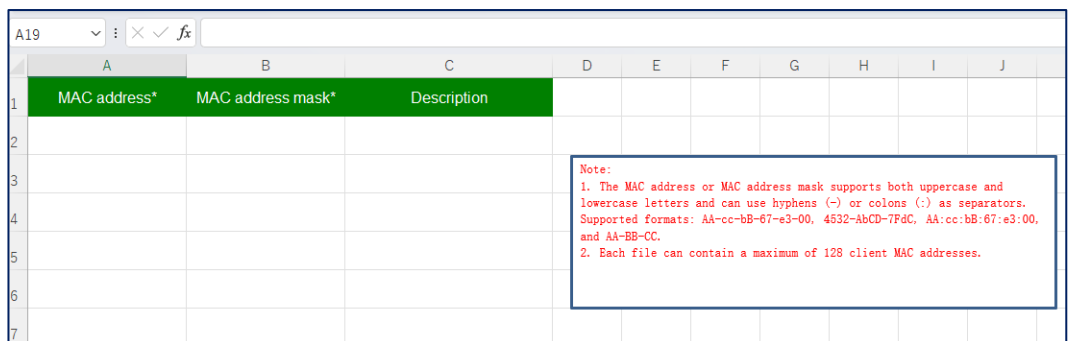 A19 fx
A B C D E F G H I J
1 MAC address* MAC address mask* Description
2
3
4
5
6
7
Note:
1. The MAC address or MAC address mask supports both uppercase and
lowercase letters and can use hyphens (-) or colons (:) as separators.
Supported formats: AA-cc-bB-67-e3-00, 4532-AbCD-7FdC, AA:cc:bB:67:e3:00,
and AA-BB-CC.
2. Each file can contain a maximum of 128 client MAC addresses.